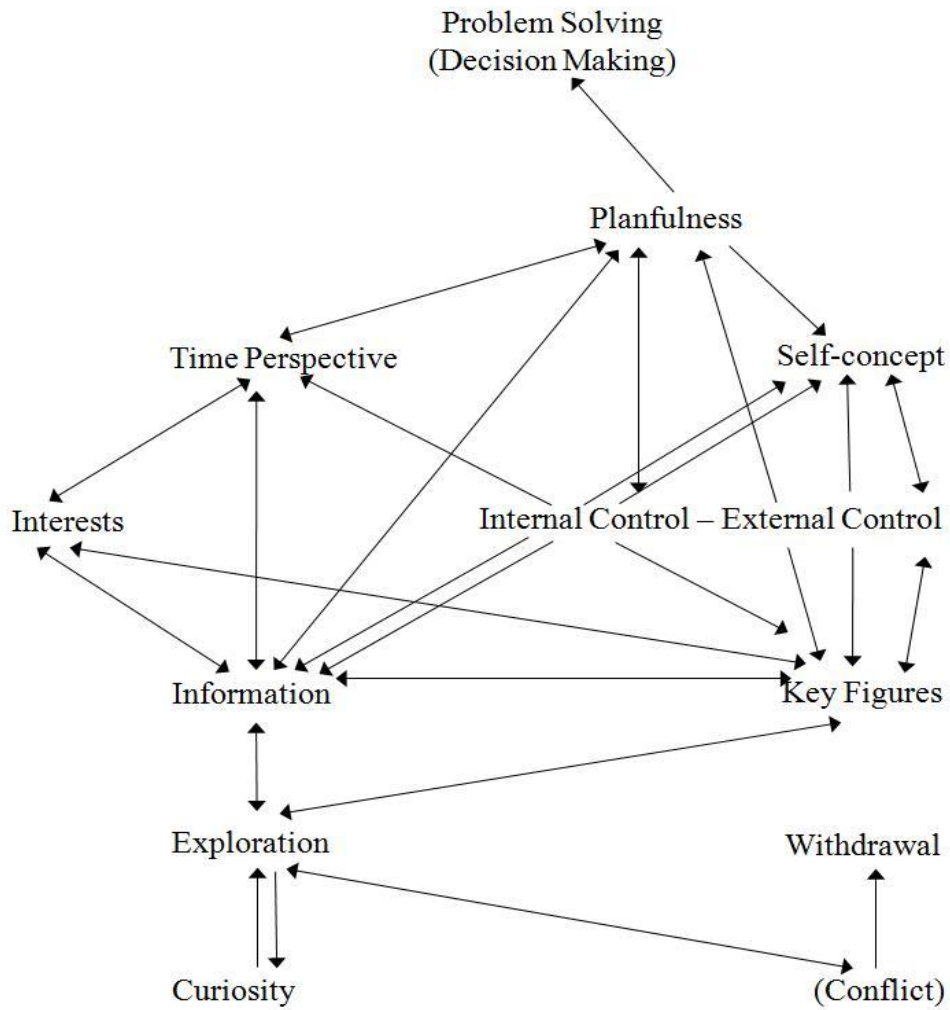 Problem Solving
(Decision Making)
Planfulness
Time Perspective
Self-concept
Interests
Internal Control – External Control
Information
Key Figures
Exploration
Withdrawal
Curiosity
(Conflict)